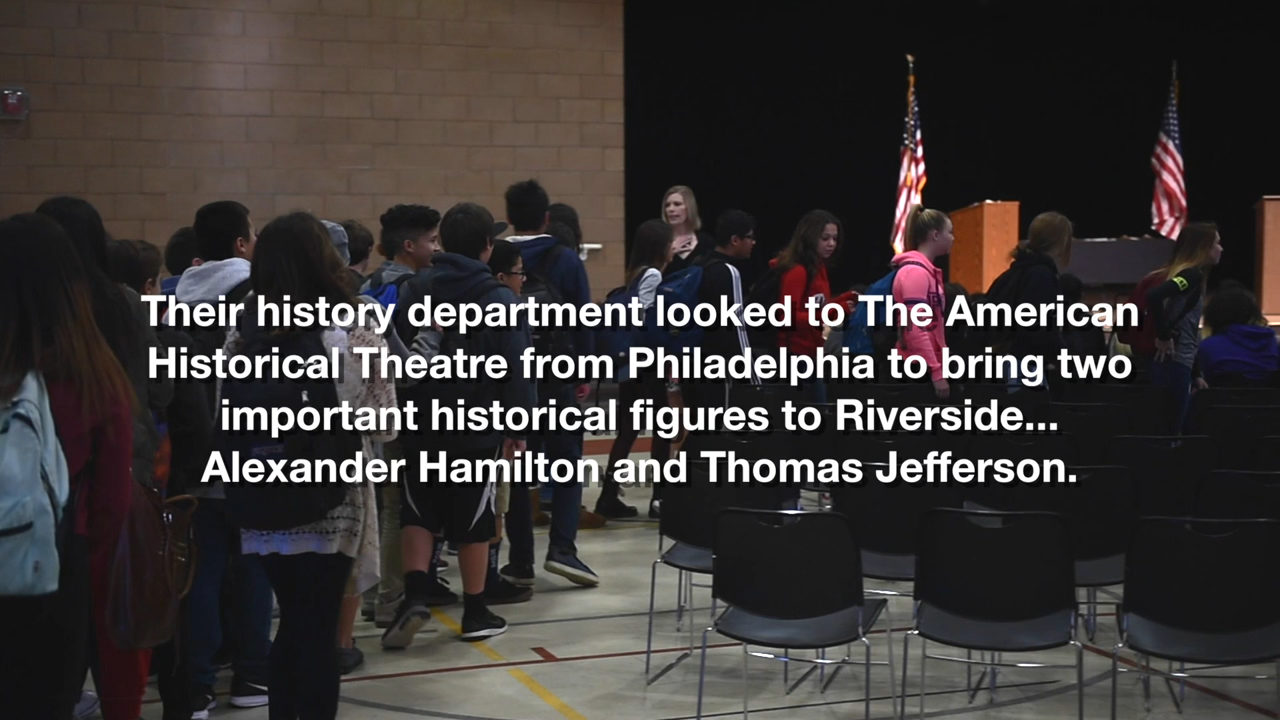 Their history department looked to The American
Historical Theatre from Philadelphia to bring two
important historical figures to Riverside...
Alexander Hamilton and Thomas Jefferson.